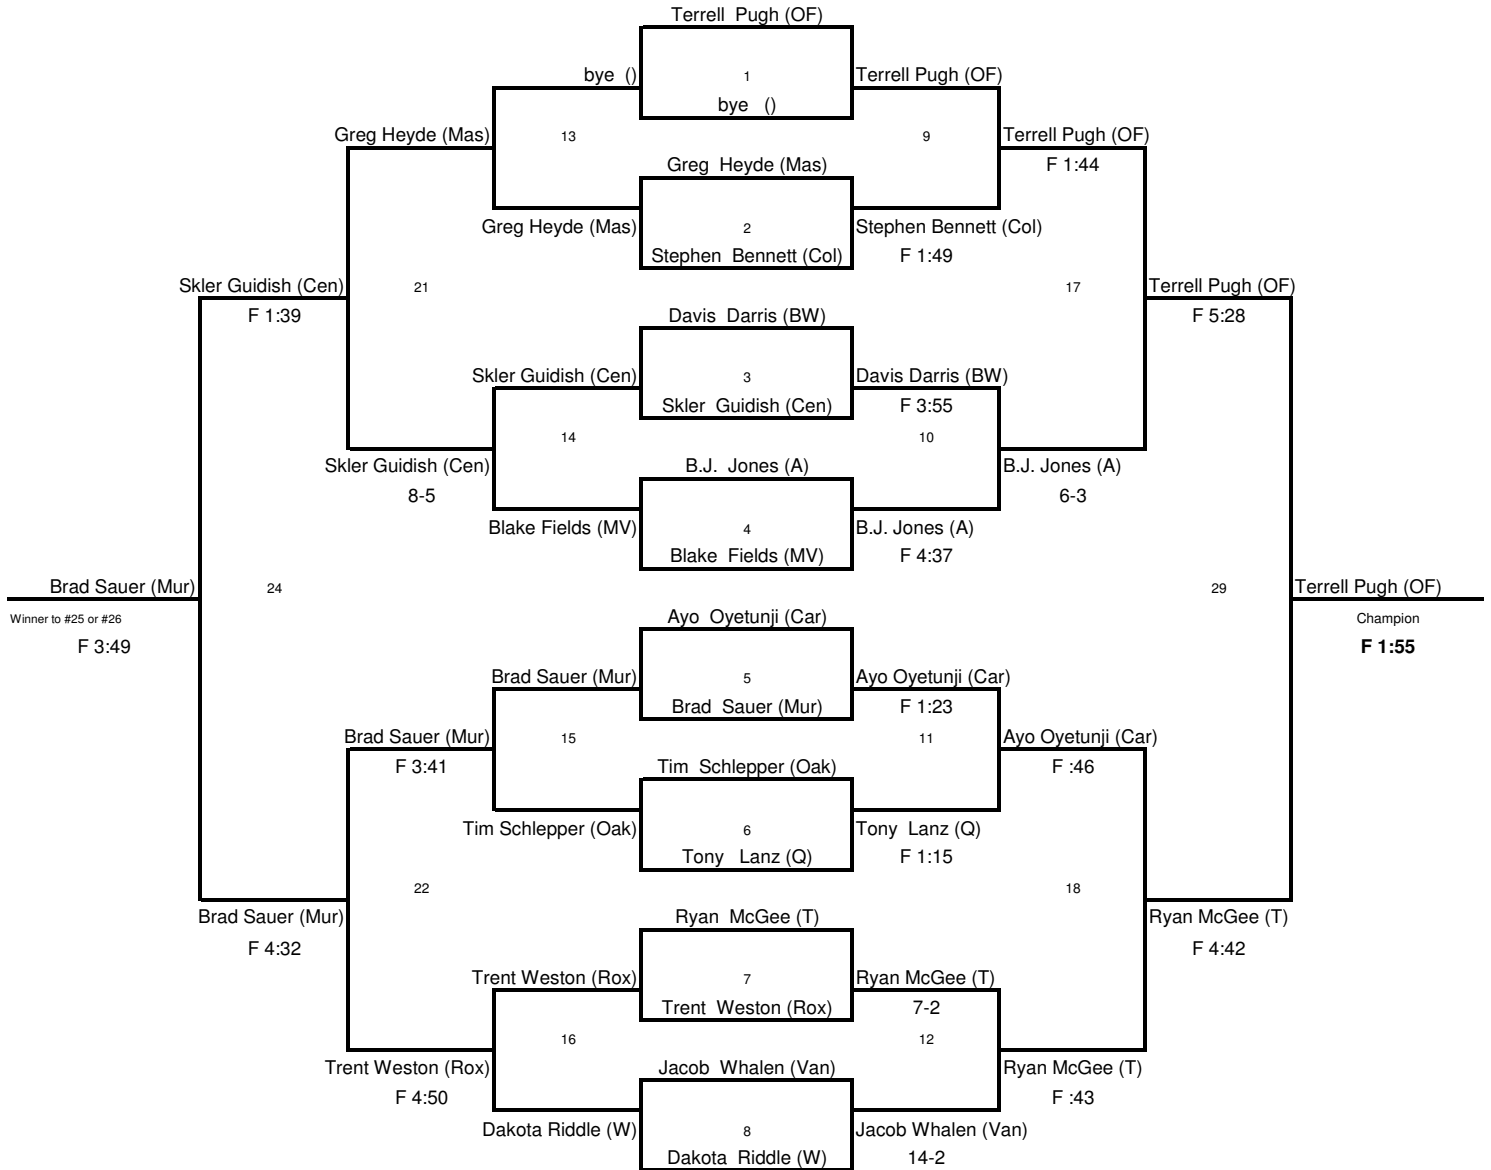 Terrell Pugh (OF)
bye ()
1
Terrell Pugh (OF)
bye ()
Greg Heyde (Mas)
13
9
Terrell Pugh (OF)
Greg Heyde (Mas)
F 1:44
Greg Heyde (Mas)
2
Stephen Bennett (Col)
Stephen Bennett (Col)
F 1:49
Skler Guidish (Cen)
21
17
Terrell Pugh (OF)
F 1:39
Davis Darris (BW)
F 5:28
Skler Guidish (Cen)
3
Davis Darris (BW)
Skler Guidish (Cen)
F 3:55
14
10
Skler Guidish (Cen)
B.J. Jones (A)
B.J. Jones (A)
8-5
6-3
Blake Fields (MV)
4
B.J. Jones (A)
Blake Fields (MV)
F 4:37
Brad Sauer (Mur)
24
29
Terrell Pugh (OF)
Winner to #25 or #26
Ayo Oyetunji (Car)
Champion
F 3:49
F 1:55
Brad Sauer (Mur)
5
Ayo Oyetunji (Car)
Brad Sauer (Mur)
F 1:23
Brad Sauer (Mur)
15
11
Ayo Oyetunji (Car)
F 3:41
Tim Schlepper (Oak)
F :46
Tim Schlepper (Oak)
6
Tony Lanz (Q)
Tony Lanz (Q)
F 1:15
22
18
Brad Sauer (Mur)
Ryan McGee (T)
Ryan McGee (T)
F 4:32
F 4:42
Trent Weston (Rox)
7
Ryan McGee (T)
Trent Weston (Rox)
7-2
16
12
Trent Weston (Rox)
Jacob Whalen (Van)
Ryan McGee (T)
F 4:50
F :43
Dakota Riddle (W)
8
Jacob Whalen (Van)
Dakota Riddle (W)
14-2